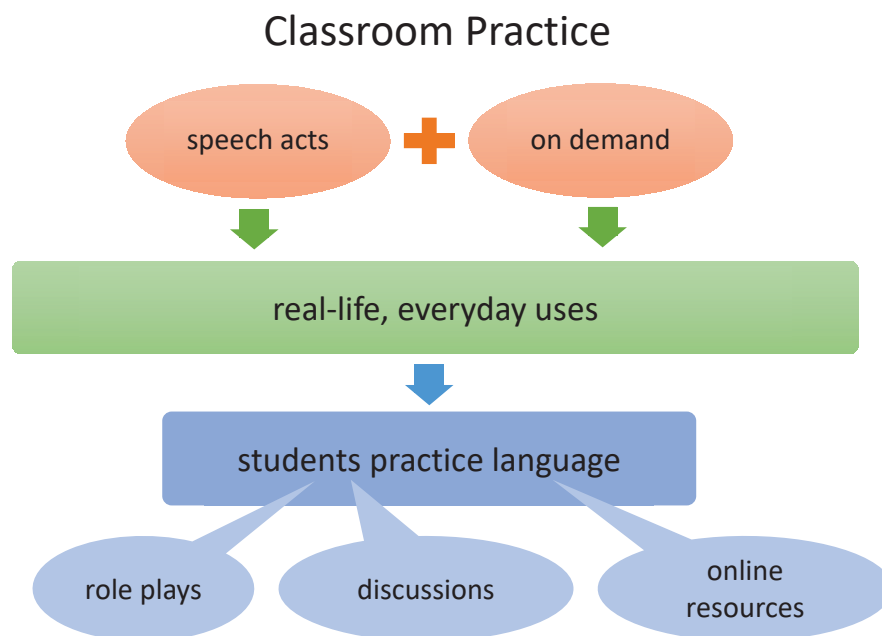 Classroom Practice
speech acts
on demand
real-life, everyday uses
students practice language
role plays
discussions
online
resources